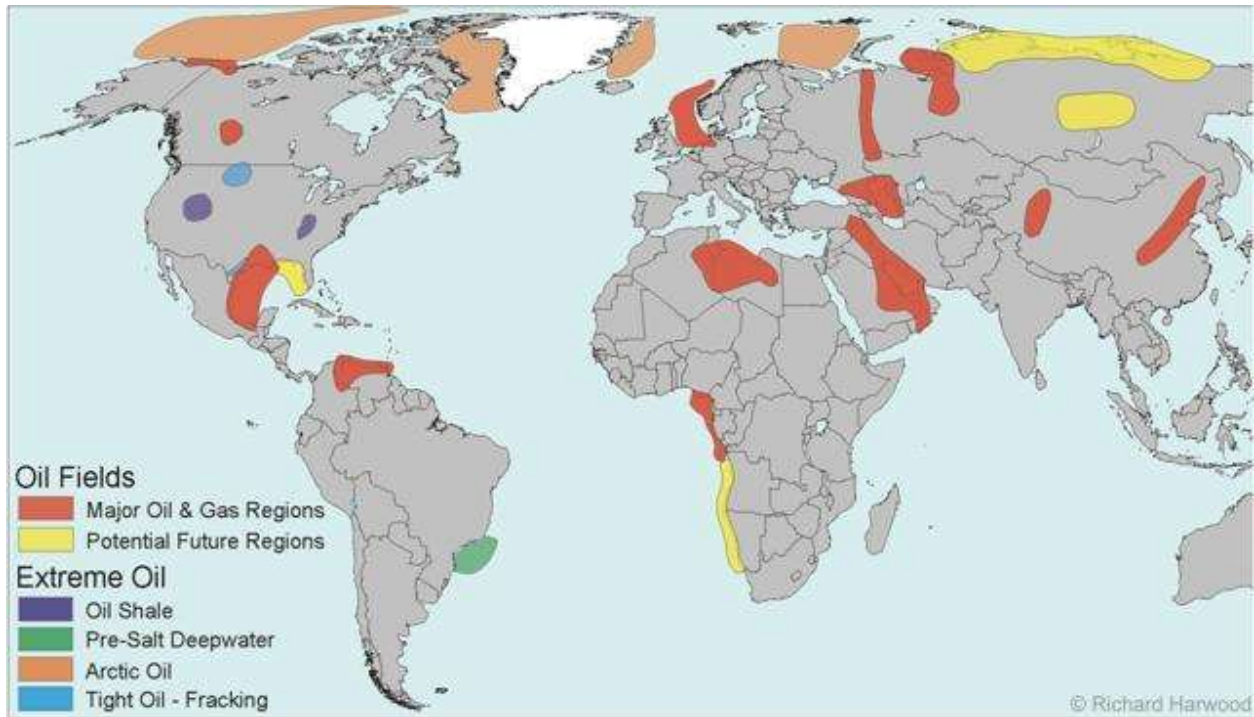 Oil Fields
Major Oil & Gas Regions
Potential Future Regions
Extreme Oil
Oil Shale
Pre-Salt Deepwater
Arctic Oil
Tight Oil - Fracking
© Richard Harwood